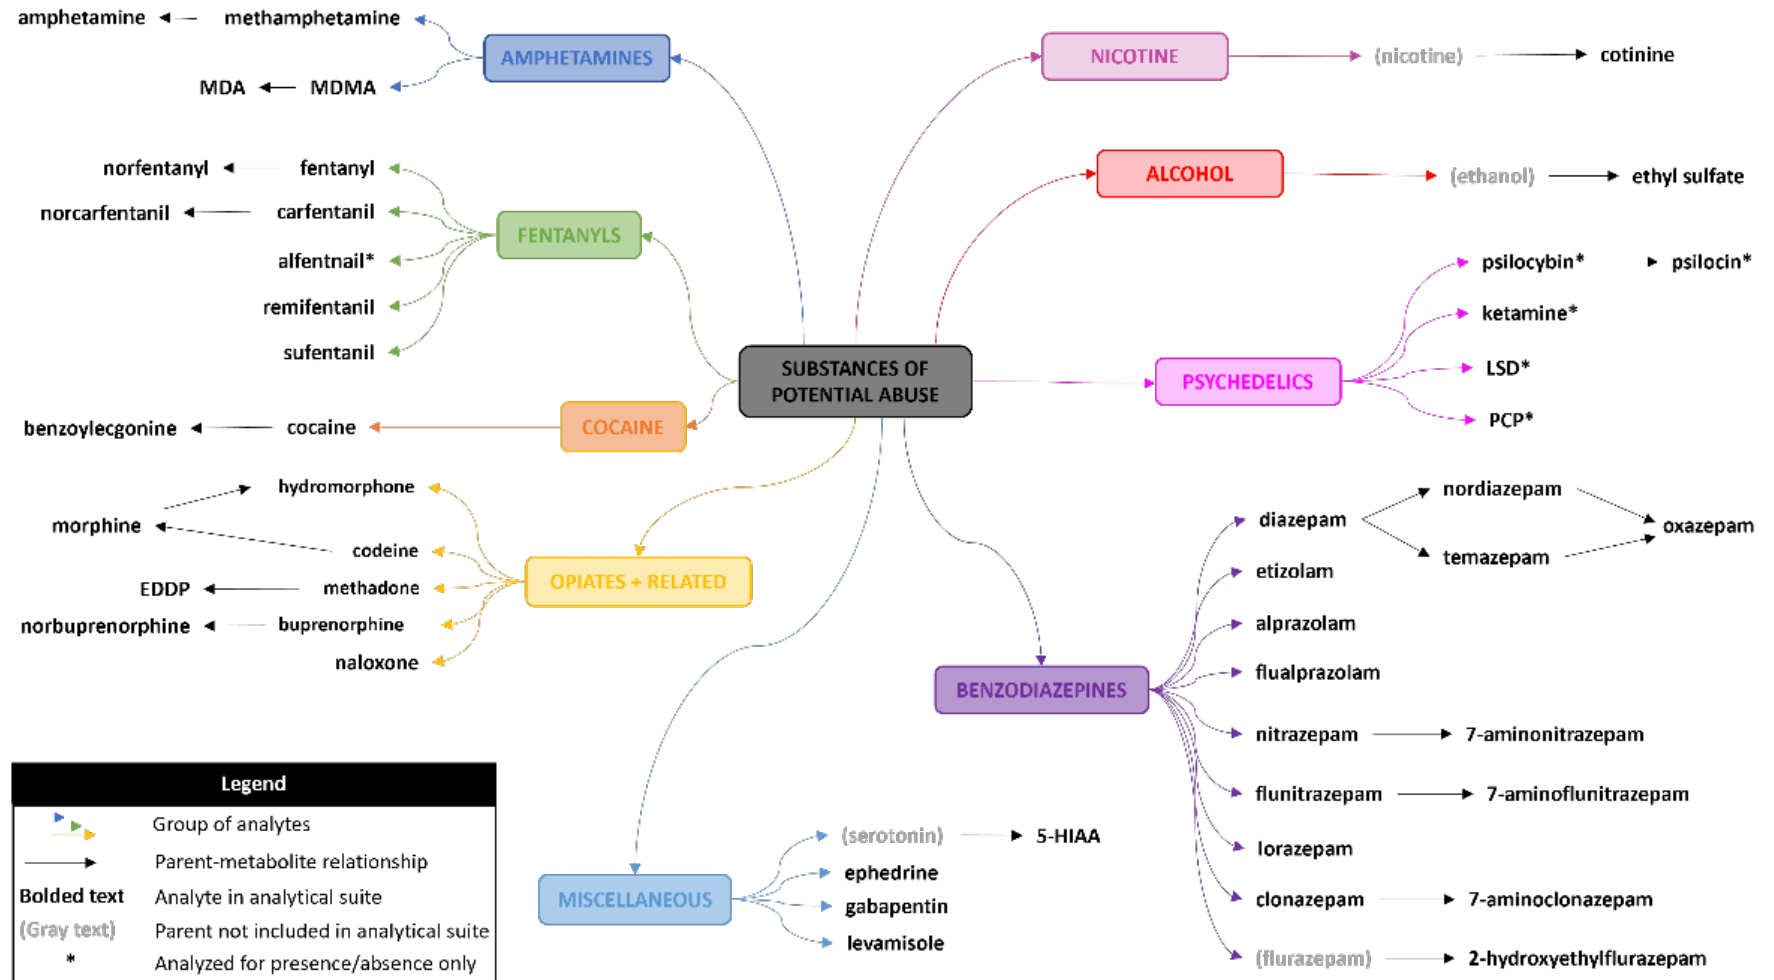 amphetamine
methamphetamine
AMPHETAMINES
MDA
MDMA
NICOTINE
(nicotine)
cotinine
ALCOHOL
(ethanol)
ethyl sulfate
norfentanyl
fentanyl
norcarfentanil
carfentanil
FENTANYLS
alfentnail*
remifentanil
sufentanil
psilocybin*
psilocin*
ketamine*
PSYCHEDELICS
LSD*
PCP*
SUBSTANCES OF
POTENTIAL ABUSE
benzoylecgonine
cocaine
COCAINE
hydromorphone
morphine
codeine
OPIATES + RELATED
EDDP
methadone
norbuprenorphine
buprenorphine
naloxone
diazepam
nordiazepam
temazepam
oxazepam
etizolam
alprazolam
flualprazolam
BENZODIAZEPINES
nitrazepam
7-aminonitrazepam
flunitrazepam
7-aminoflunitrazepam
lorazepam
clonazepam
7-aminoclonazepam
(flurazepam)
2-hydroxyethylflurazepam
MISCELLANEOUS
(serotonin)
5-HIAA
ephedrine
gabapentin
levamisole
Legend
Group of analytes
Parent-metabolite relationship
Bolded text Analyte in analytical suite
(Gray text) Parent not included in analytical suite
* Analyzed for presence/absence only